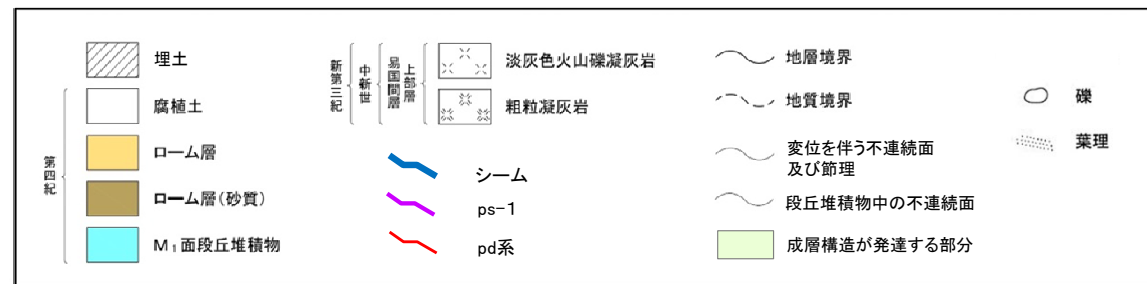 埋土
腐植土
ローム層
ローム層(砂質)
M₁面段丘堆積物
第四紀
新第三紀
中新世
易国間層
上部層
淡灰色火山礫凝灰岩
粗粒凝灰岩
シーム
ps-1
pd系
地層境界
地質境界
変位を伴う不連続面
及び節理
段丘堆積物中の不連続面
成層構造が発達する部分
礫
葉理